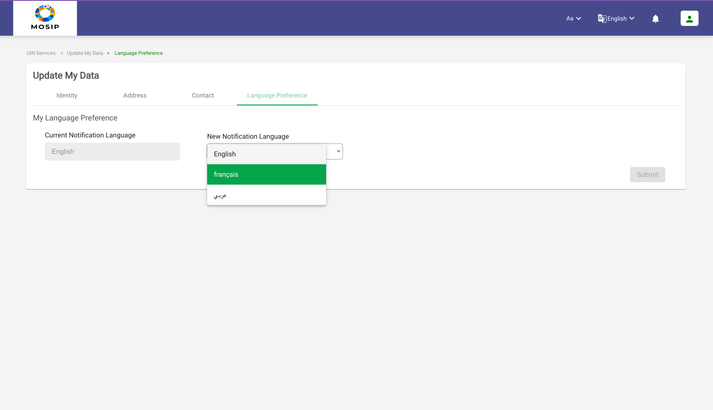 MOSIP
Aa
English
UIN Services > Update My Data > Language Preference
Update My Data
Identity
Address
Contact
Language Preference
My Language Preference
Current Notification Language
English
New Notification Language
English
français
عربي
Submit